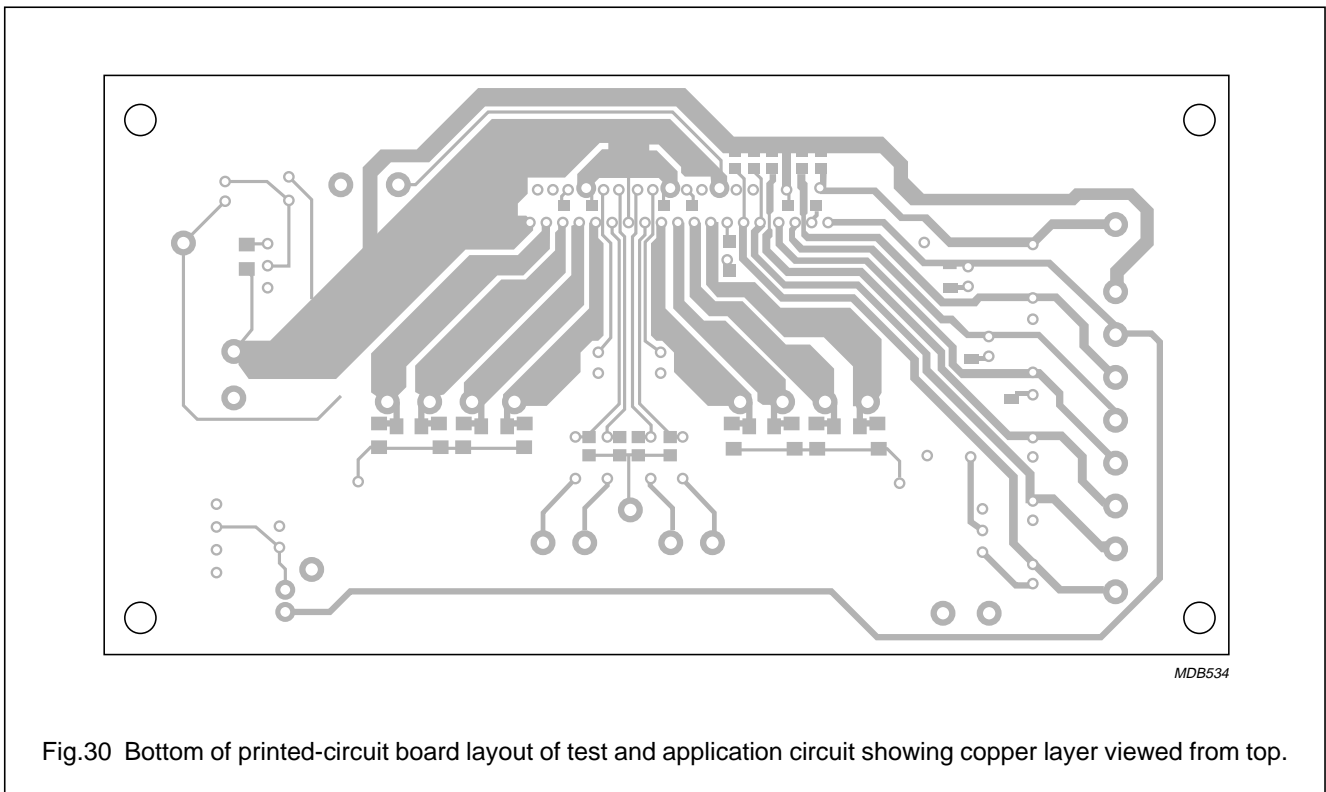 MDB534
Fig.30 Bottom of printed-circuit board layout of test and application circuit showing copper layer viewed from top.